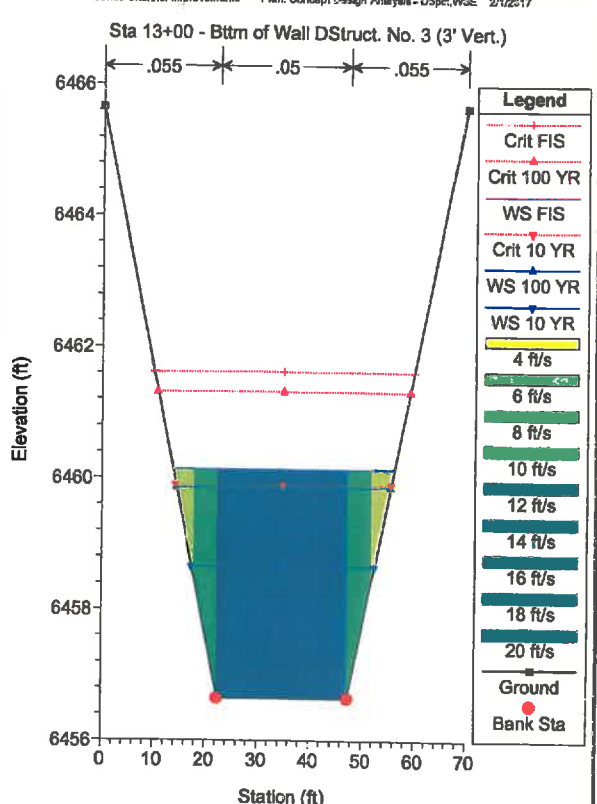 Sta 13+00 - Bttm of Wall DStruct. No. 3 (3' Vert.)
.055 .05 .055
Elevation (ft)
6466
6464
6462
6460
6458
6456
0 10 20 30 40 50 60 70
Station (ft)
Legend
Crit FIS
Crit 100 YR
WS FIS
Crit 10 YR
WS 100 YR
WS 10 YR
4 ft/s
6 ft/s
8 ft/s
10 ft/s
12 ft/s
14 ft/s
16 ft/s
18 ft/s
20 ft/s
Ground
Bank Sta